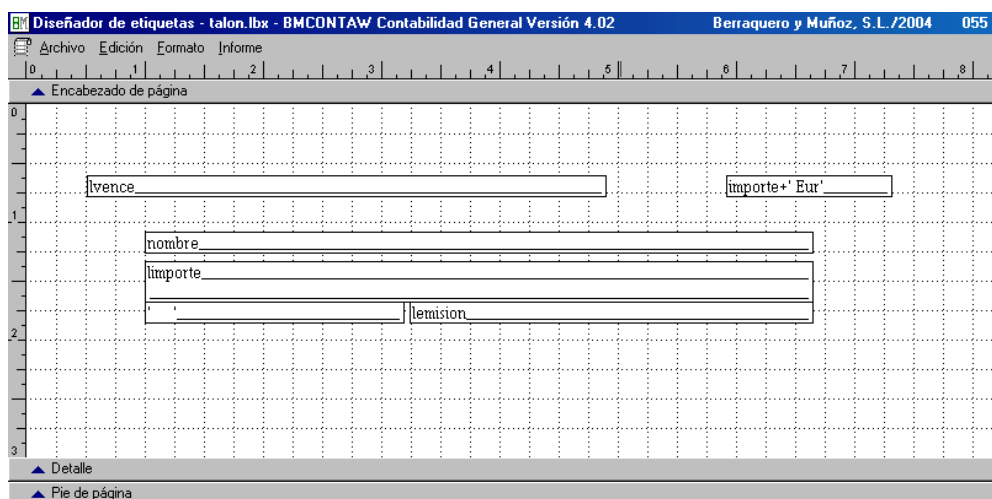 BM Diseñador de etiquetas - talon.lbx - BMCONTAW Contabilidad General Versión 4.02 Berraquero y Muñoz, S.L./2004 055
Archivo Edición Formato Informe
0 1 2 3 4 5 6 7 8
Encabezado de página
0
lvence
importe+' Eur'
1
nombre
limporte
' '
lemision
2
3
Detalle
Pie de página